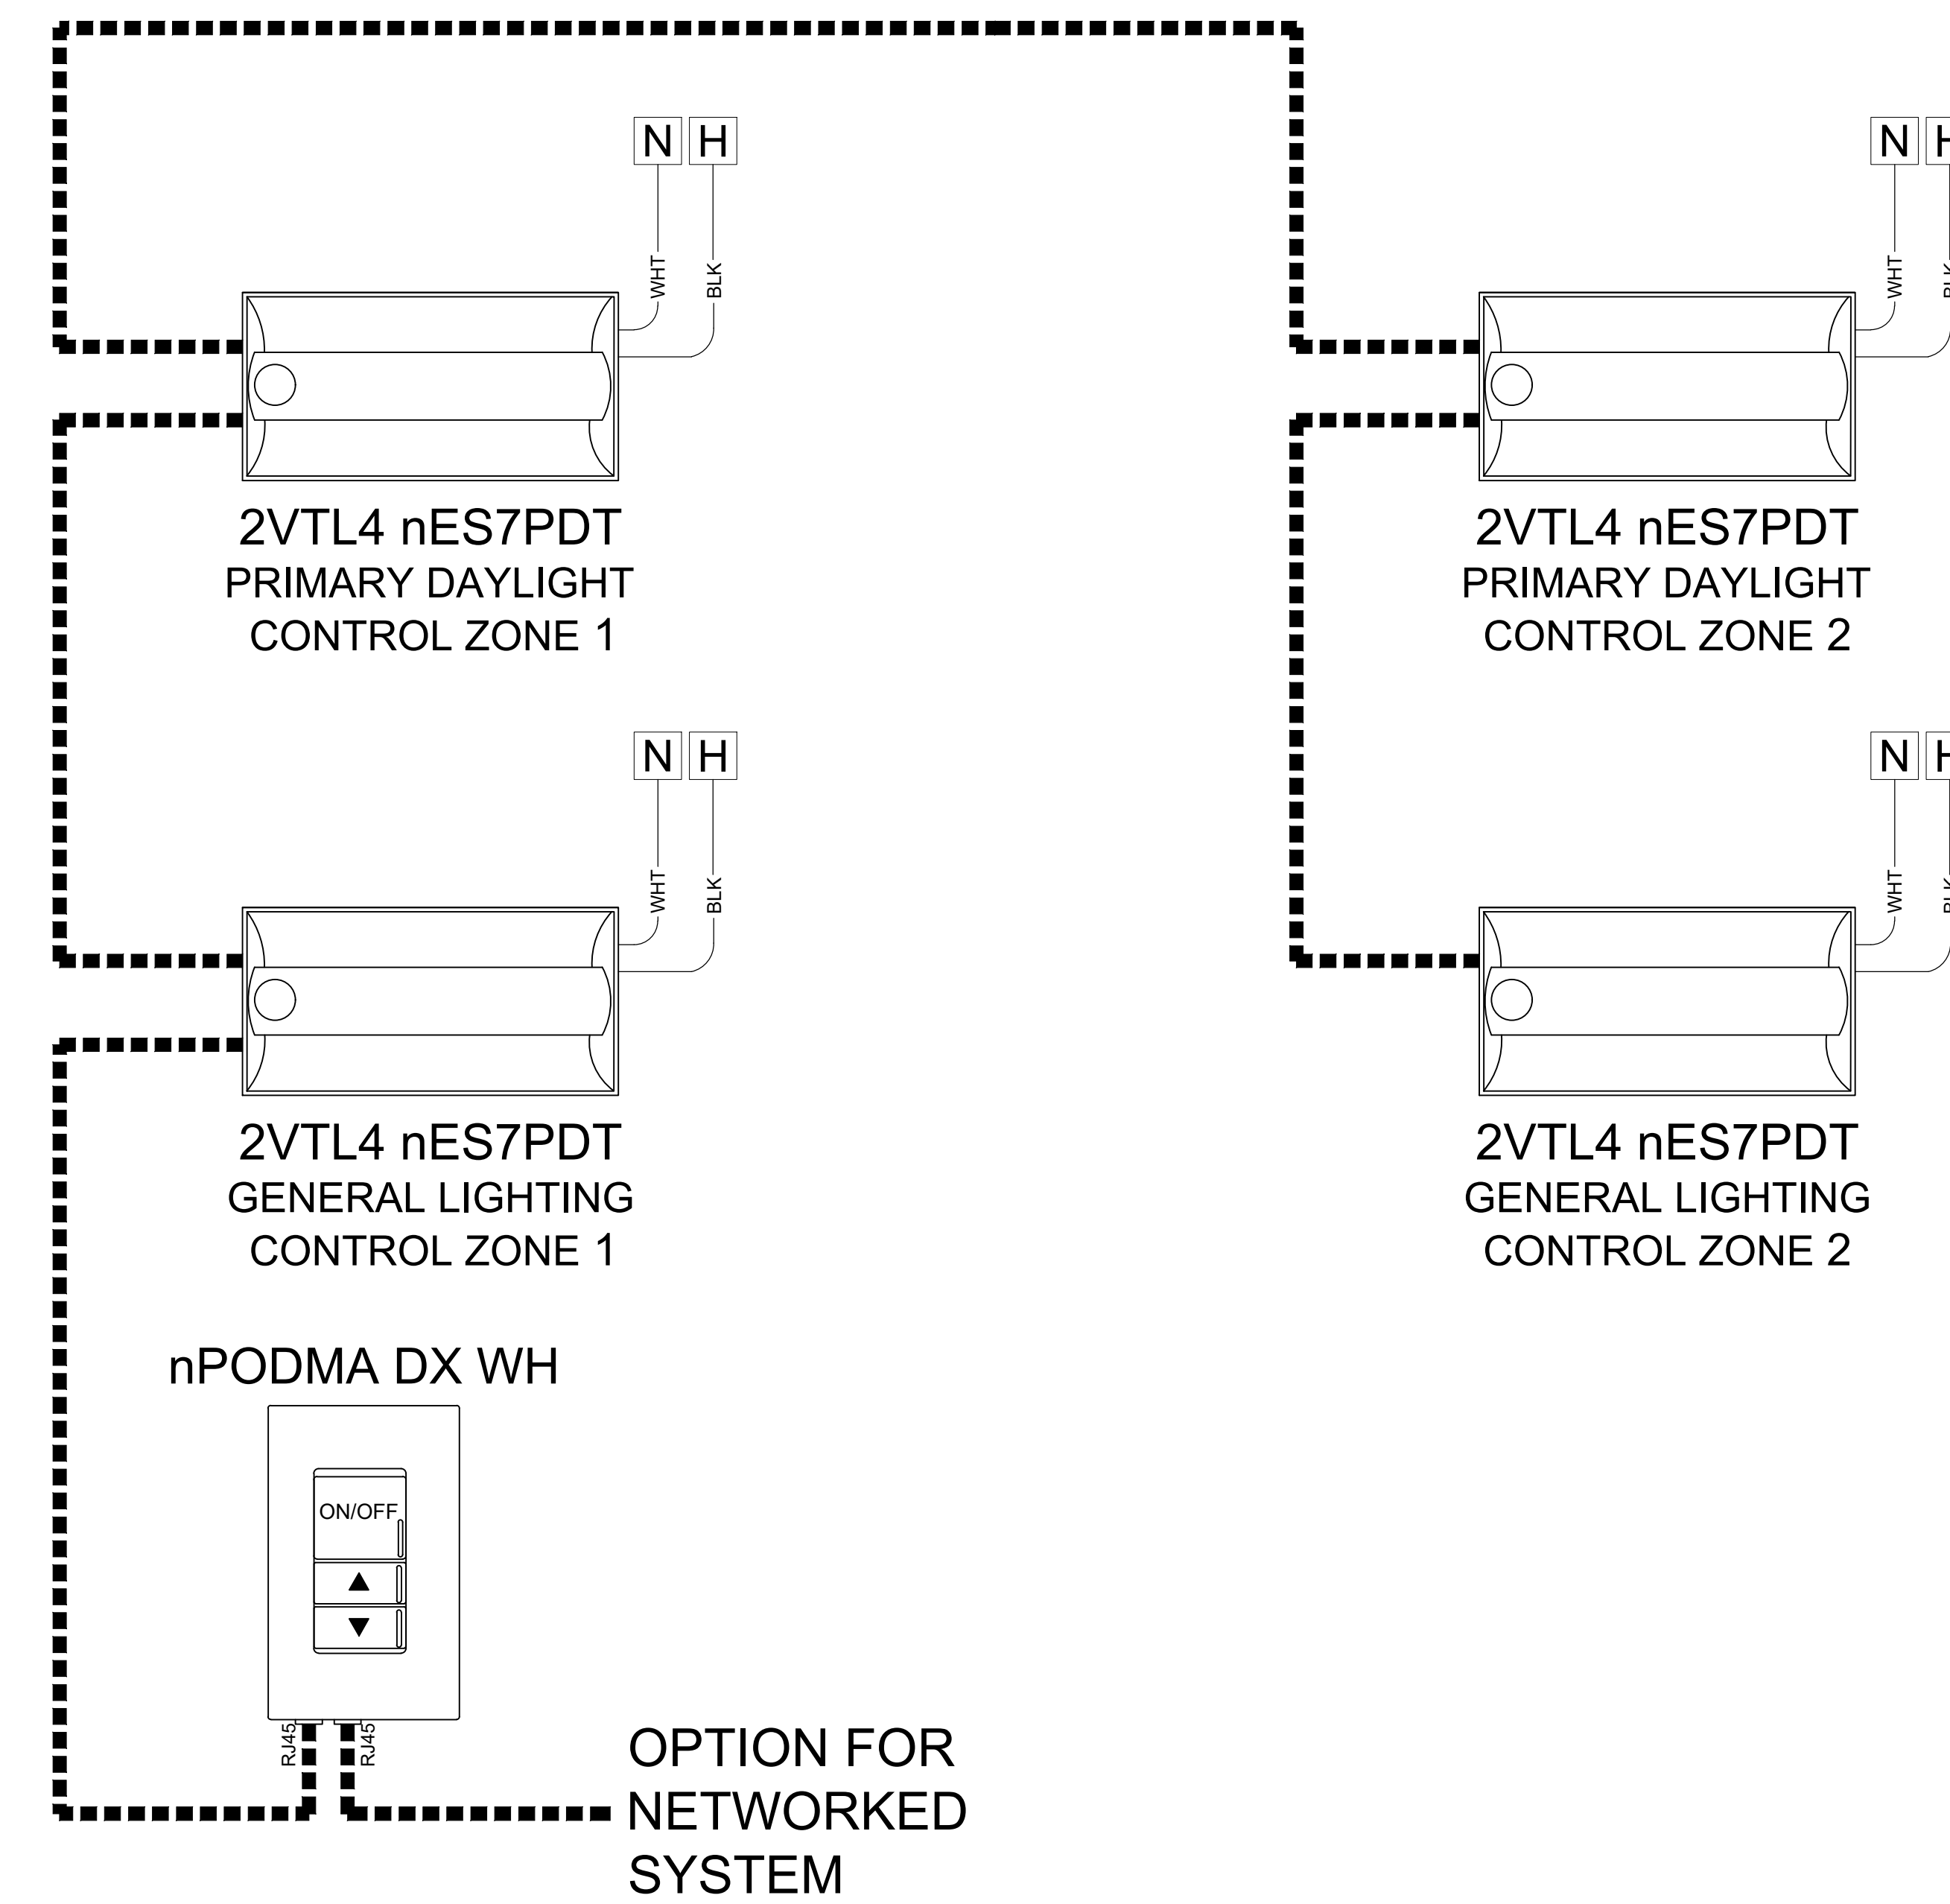 N H
WHT
BLK
2VTL4 nES7PDT
PRIMARY DAYLIGHT
CONTROL ZONE 1
N H
WHT
BLK
2VTL4 nES7PDT
PRIMARY DAYLIGHT
CONTROL ZONE 2
N H
WHT
BLK
2VTL4 nES7PDT
GENERAL LIGHTING
CONTROL ZONE 1
N H
WHT
BLK
2VTL4 nES7PDT
GENERAL LIGHTING
CONTROL ZONE 2
nPODMA DX WH
ON/OFF
RJ45
RJ45
OPTION FOR
NETWORKED
SYSTEM